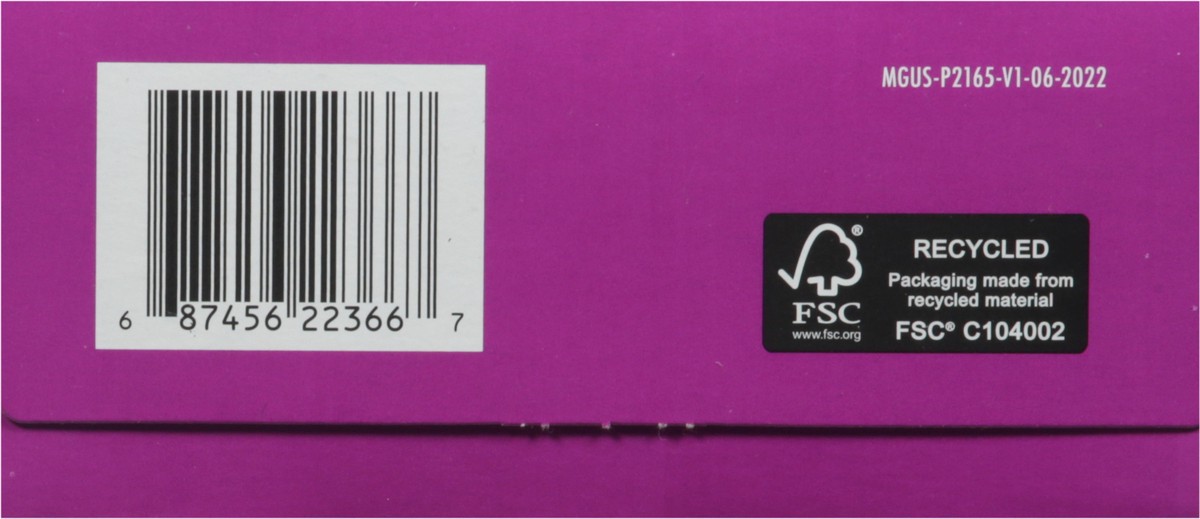 MGUS-P2165-V1-06-2022
6 87456 22366 7
®
FSC
www.fsc.org
RECYCLED
Packaging made from
recycled material
FSC® C104002